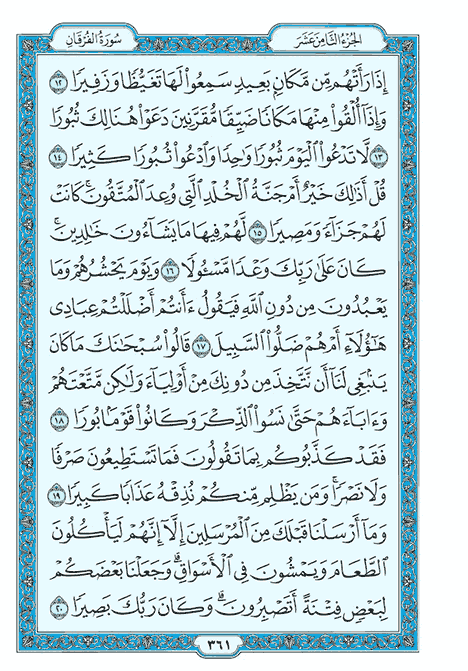 الجزء الثامن عشر
سورة الفرقان
إِذَا رَأَتْهُم مِّن مَّكَانٍ بَعِيدٍ سَمِعُوا۟ لَهَا تَغَيُّظًا وَزَفِيرًا ١٢
وَإِذَآ أُلْقُوا۟ مِنْهَا مَكَانًا ضَيِّقًا مُّقَرَّنِينَ دَعَوْا۟ هُنَالِكَ ثُبُورًا
١٣ لَّا تَدْعُوا۟ ٱلْيَوْمَ ثُبُورًا وَٰحِدًا وَٱدْعُوا۟ ثُبُورًا كَثِيرًا ١٤
قُلْ أَذَٰلِكَ خَيْرٌ أَمْ جَنَّةُ ٱلْخُلْدِ ٱلَّتِى وُعِدَ ٱلْمُتَّقُونَ ۚ كَانَتْ
لَهُمْ جَزَآءً وَمَصِيرًا ١٥ لَّهُمْ فِيهَا مَا يَشَآءُونَ خَٰلِدِينَ ۚ
كَانَ عَلَىٰ رَبِّكَ وَعْدًا مَّسْـُٔولًا ١٦ وَيَوْمَ يَحْشُرُهُمْ وَمَا
يَعْبُدُونَ مِن دُونِ ٱللَّهِ فَيَقُولُ ءَأَنتُمْ أَضْلَلْتُمْ عِبَادِى
هَٰٓؤُلَآءِ أَمْ هُمْ ضَلُّوا۟ ٱلسَّبِيلَ ١٧ قَالُوا۟ سُبْحَٰنَكَ مَا كَانَ
يَنۢبَغِى لَنَآ أَن نَّتَّخِذَ مِن دُونِكَ مِنْ أَوْلِيَآءَ وَلَٰكِن مَّتَّعْتَهُمْ
وَءَابَآءَهُمْ حَتَّىٰ نَسُوا۟ ٱلذِّكْرَ وَكَانُوا۟ قَوْمًۢا بُورًا ١٨
فَقَدْ كَذَّبُوكُم بِمَا تَقُولُونَ فَمَا تَسْتَطِيعُونَ صَرْفًا
وَلَا نَصْرًا ۚ وَمَن يَظْلِم مِّنكُمْ نُذِقْهُ عَذَابًا كَبِيرًا ١٩
وَمَآ أَرْسَلْنَا قَبْلَكَ مِنَ ٱلْمُرْسَلِينَ إِلَّآ إِنَّهُمْ لَيَأْكُلُونَ
ٱلطَّعَامَ وَيَمْشُونَ فِى ٱلْأَسْوَاقِ ۗ وَجَعَلْنَا بَعْضَكُمْ
لِبَعْضٍ فِتْنَةً أَتَصْبِرُونَ ۗ وَكَانَ رَبُّكَ بَصِيرًا ٢٠
٣٦١